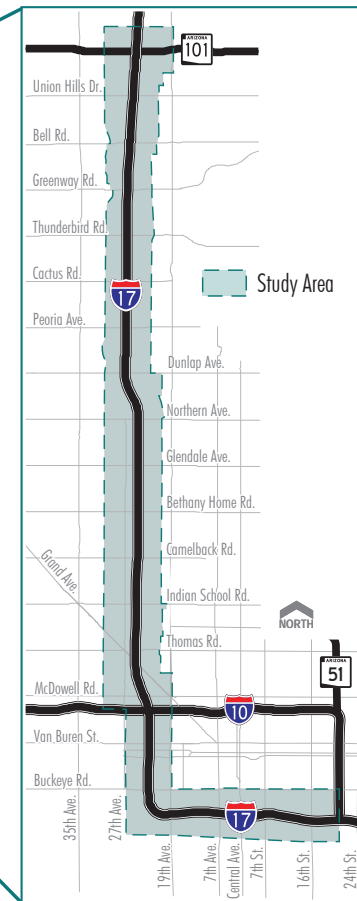 ARIZONA
101
Union Hills Dr.
Bell Rd.
Greenway Rd.
Thunderbird Rd.
Cactus Rd.
17
Study Area
Peoria Ave.
Dunlap Ave.
Northern Ave.
Glendale Ave.
Bethany Home Rd.
Camelback Rd.
Grand Ave.
Indian School Rd.
NORTH
Thomas Rd.
ARIZONA
51
McDowell Rd.
10
Van Buren St.
Buckeye Rd.
17
35th Ave.
27th Ave.
19th Ave.
7th Ave.
Central Ave.
7th St.
16th St.
24th St.